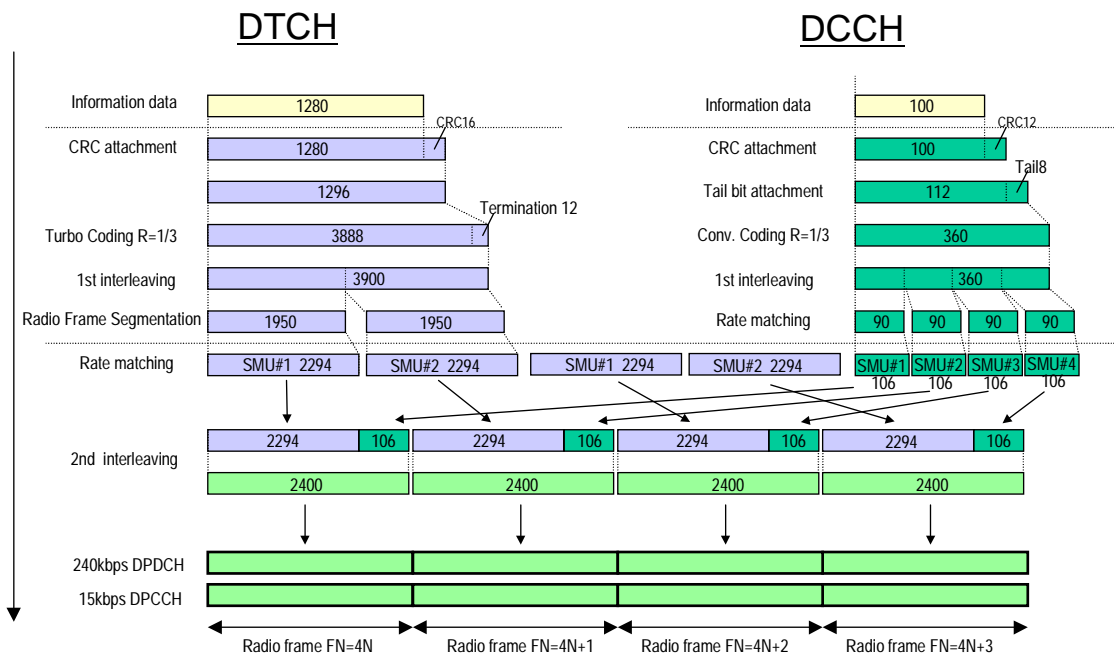 DTCH
DCCH
Information data
1280
Information data
100
CRC16
CRC12
CRC attachment
1280
CRC attachment
100
1296
Tail bit attachment
112
Tail8
Termination 12
Turbo Coding R=1/3
3888
Conv. Coding R=1/3
360
1st interleaving
3900
1st interleaving
360
Radio Frame Segmentation
1950
1950
Rate matching
90
90
90
90
Rate matching
SMU#1 2294
SMU#2 2294
SMU#1 2294
SMU#2 2294
SMU#1
SMU#2
SMU#3
SMU#4
106
106
106
106
2294
106
2294
106
2294
106
2294
106
2nd interleaving
2400
2400
2400
2400
240kbps DPDCH
15kbps DPCCH
Radio frame FN=4N
Radio frame FN=4N+1
Radio frame FN=4N+2
Radio frame FN=4N+3